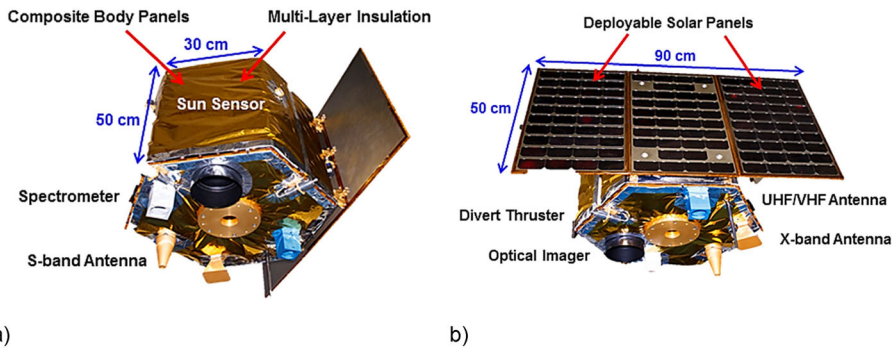 Composite Body Panels
Multi-Layer Insulation
30 cm
Sun Sensor
50 cm
Spectrometer
S-band Antenna
a)
Deployable Solar Panels
90 cm
50 cm
UHF/VHF Antenna
Divert Thruster
X-band Antenna
Optical Imager
b)